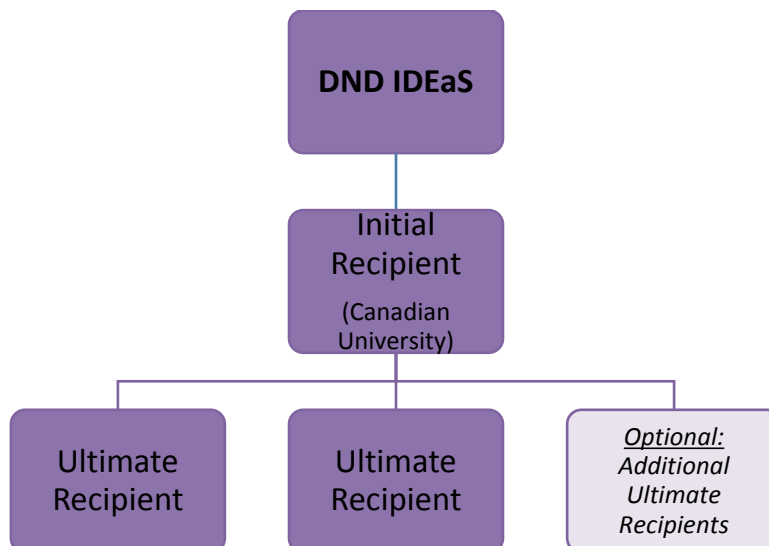 DND IDEaS
Initial
Recipient
(Canadian
University)
Ultimate
Recipient
Ultimate
Recipient
Optional:
Additional
Ultimate
Recipients